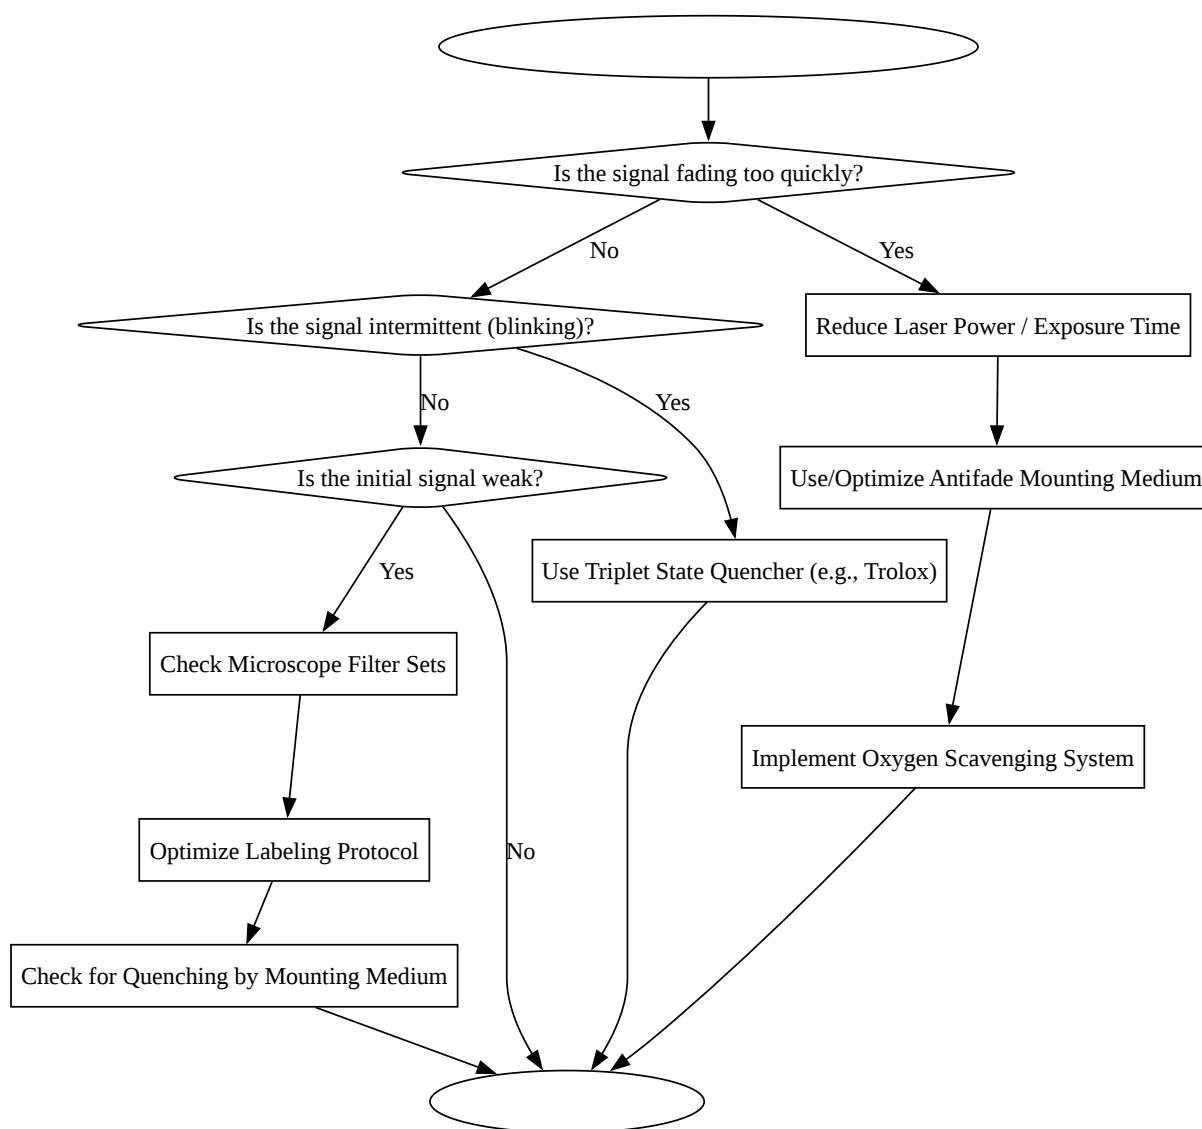 Is the signal fading too quickly?
No
Yes
Is the signal intermittent (blinking)?
Reduce Laser Power / Exposure Time
No
Yes
Is the initial signal weak?
Use/Optimize Antifade Mounting Medium
Yes
Use Triplet State Quencher (e.g., Trolox)
Check Microscope Filter Sets
Implement Oxygen Scavenging System
Optimize Labeling Protocol
No
Check for Quenching by Mounting Medium